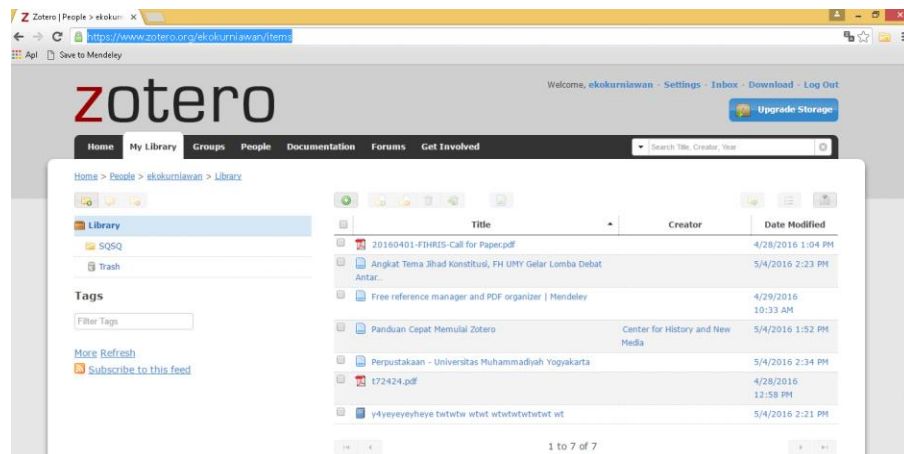 Zotero | People > ekokurn
https://www.zotero.org/ekokurniawan/items
Apl Save to Mendeley
zotero
Welcome, ekokurniawan · Settings · Inbox · Download · Log Out
Upgrade Storage
Home My Library Groups People Documentation Forums Get Involved
Search Title, Creator, Year
Home > People > ekokurniawan > Library
Library
SQSQ
Trash
Tags
Filter Tags
More Refresh
Subscribe to this feed
Title Creator Date Modified
20160401-FIHRIS-Call for Paper.pdf 4/28/2016 1:04 PM
Angkat Tema Jihad Konstitusi, FH UMY Gelar Lomba Debat 5/4/2016 2:23 PM
Antar..
Free reference manager and PDF organizer | Mendeley 4/29/2016
10:33 AM
Panduan Cepat Memulai Zotero Center for History and New 5/4/2016 1:52 PM
Media
Perpustakaan - Universitas Muhammadiyah Yogyakarta 5/4/2016 2:34 PM
t72424.pdf 4/28/2016
12:58 PM
y4yeyeyeyheye twtwtw wtwt wtwtwtwtwtwt wt 5/4/2016 2:21 PM
1 to 7 of 7